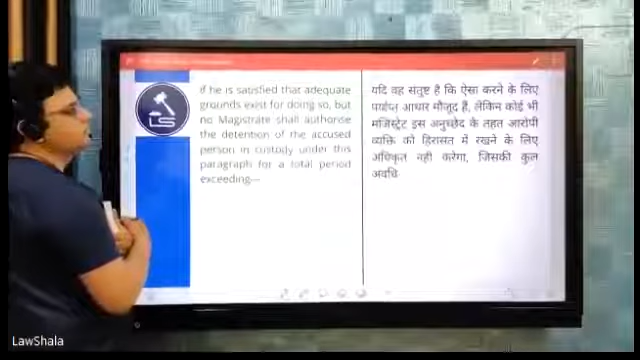 If he is satisfied that adequate
grounds exist for doing so, but
no Magistrate shall authorise
the detention of the accused
person in custody under this
paragraph for a total period
exceeding—
यदि वह संतुष्ट है कि ऐसा करने के लिए
पर्याप्त आधार मौजूद है, लेकिन कोई भी
मजिस्ट्रेट इस अनुच्छेद के तहत आरोपी
व्यक्ति को हिरासत में रखने के लिए
अधिकृत नही करेगा, जिसकी कुल
अवधि
LS
LawShala